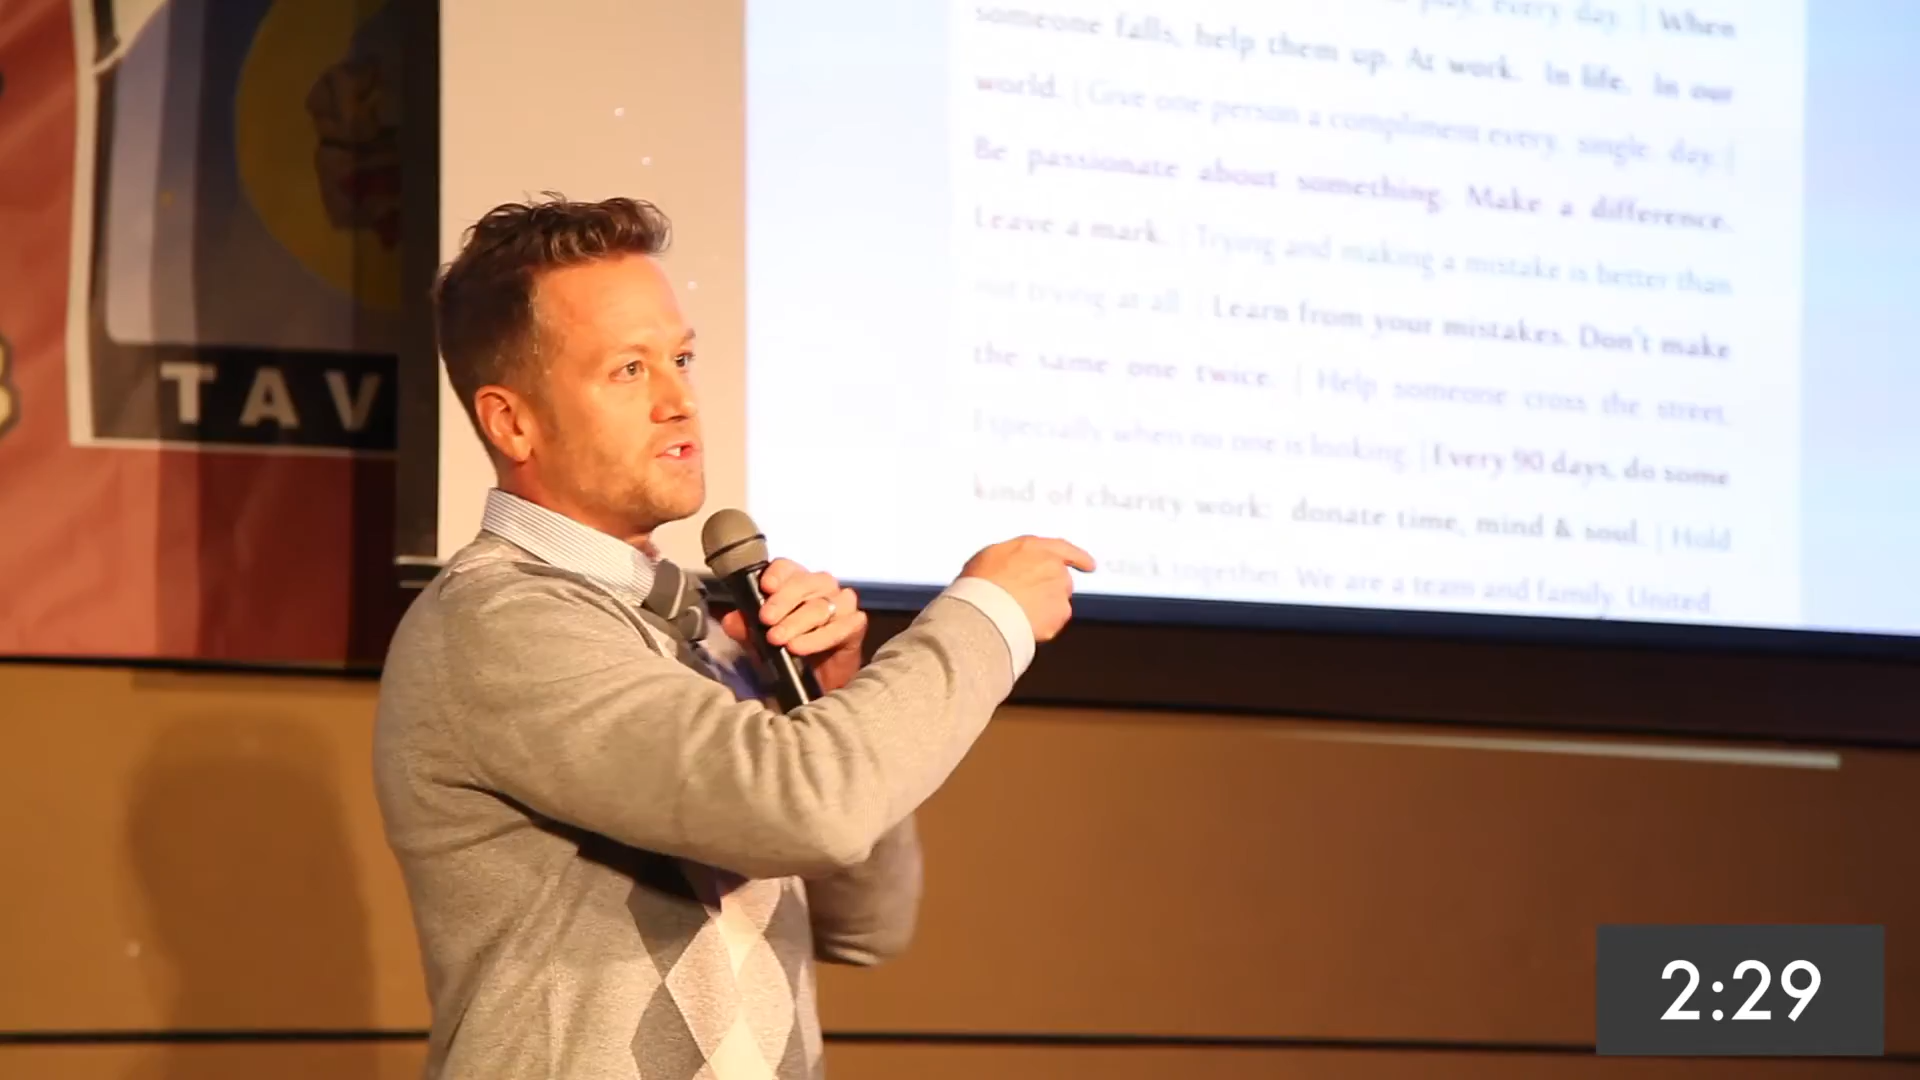 TAV
play, every day. | When
someone falls, help them up. At work. In life. In our
world. | Give one person a compliment every. single. day. |
Be passionate about something. Make a difference.
Leave a mark. | Trying and making a mistake is better than
not trying at all. | Learn from your mistakes. Don't make
the same one twice. | Help someone cross the street.
Especially when no one is looking. | Every 90 days, do some
kind of charity work: donate time, mind & soul. | Hold
stick together. We are a team and family. United
2:29